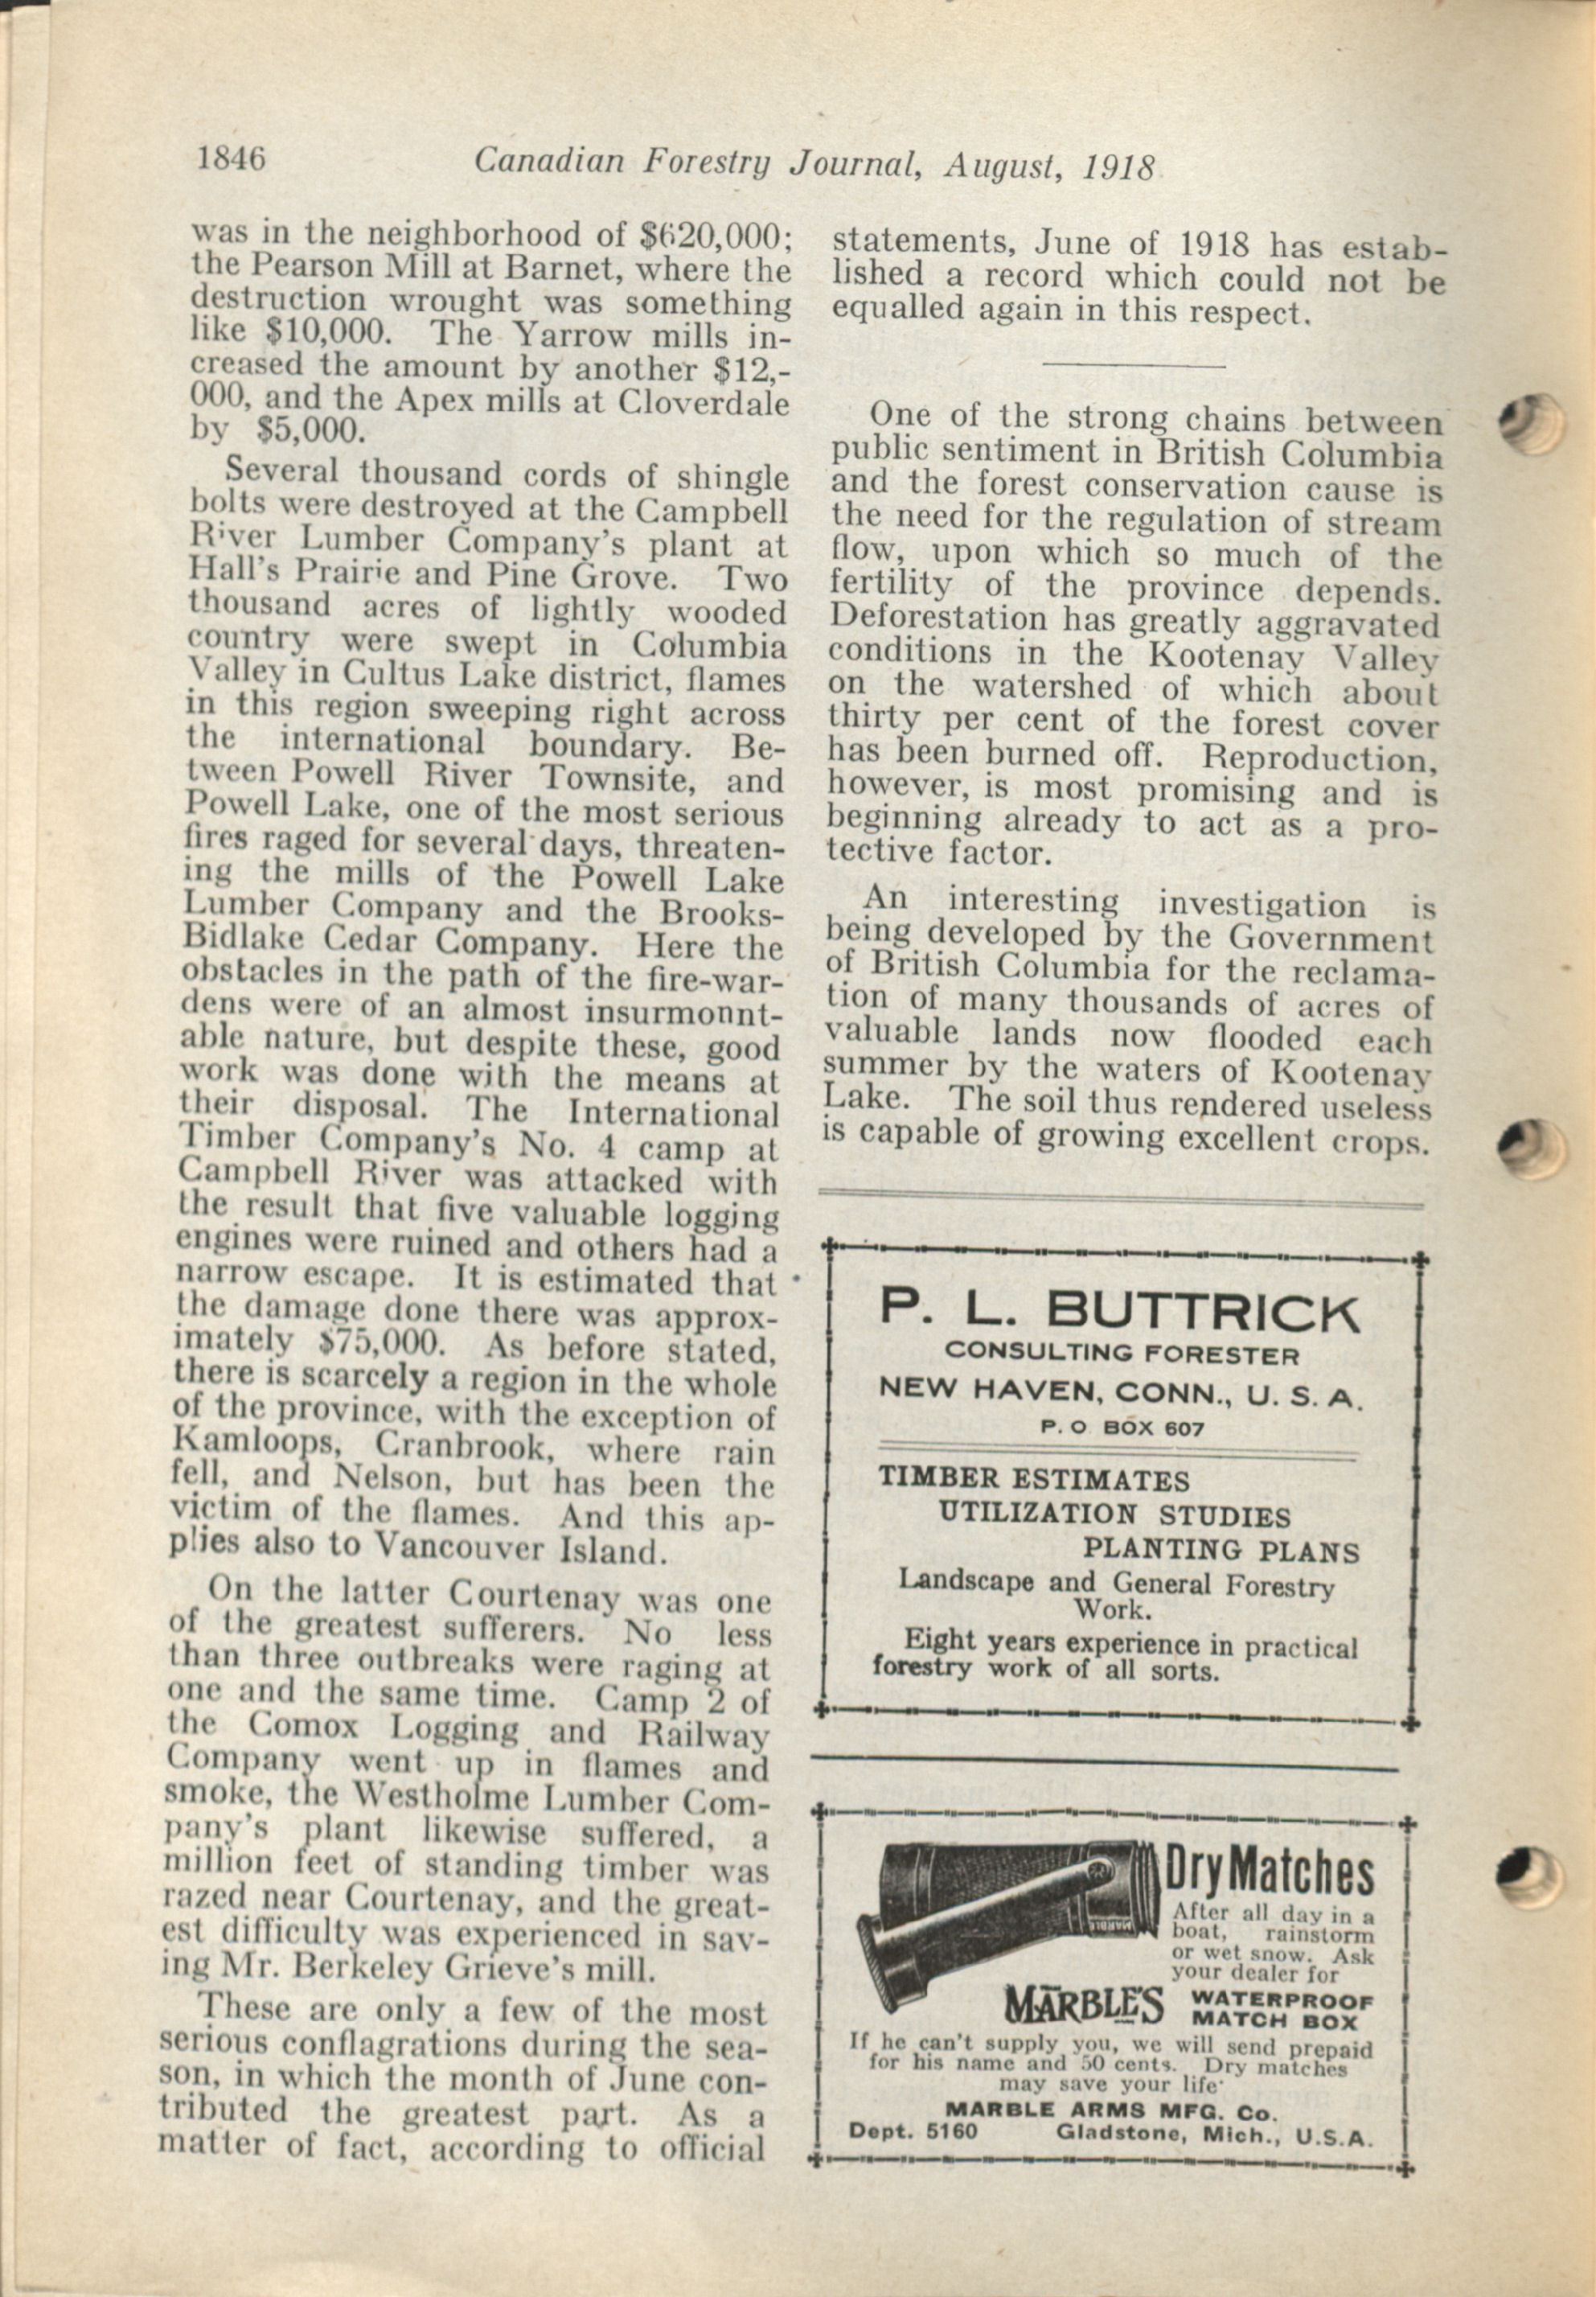 1846
Canadian Forestry Journal, August, 1918
was in the neighborhood of $620,000;
the Pearson Mill at Barnet, where the
destruction wrought was something
like $10,000. The Yarrow mills in-
creased the amount by another $12,-
000, and the Apex mills at Cloverdale
by $5,000.
Several thousand cords of shingle
bolts were destroyed at the Campbell
River Lumber Company's plant at
Hall's Prairie and Pine Grove. Two
thousand acres of lightly wooded
country were swept in Columbia
Valley in Cultus Lake district, flames
in this region sweeping right across
the international boundary. Be-
tween Powell River Townsite, and
Powell Lake, one of the most serious
fires raged for several days, threaten-
ing the mills of the Powell Lake
Lumber Company and the Brooks-
Bidlake Cedar Company. Here the
obstacles in the path of the fire-war-
dens were of an almost insurmonnt-
able nature, but despite these, good
work was done with the means at
their disposal. The International
Timber Company's No. 4 camp at
Campbell River was attacked with
the result that five valuable logging
engines were ruined and others had a
narrow escape. It is estimated that
the damage done there was approx-
imately $75,000. As before stated,
there is scarcely a region in the whole
of the province, with the exception of
Kamloops, Cranbrook, where rain
fell, and Nelson, but has been the
victim of the flames. And this ap-
plies also to Vancouver Island.
On the latter Courtenay was one
of the greatest sufferers. No less
than three outbreaks were raging at
one and the same time. Camp 2 of
the Comox Logging and Railway
Company went up in flames and
smoke, the Westholme Lumber Com-
pany's plant likewise suffered, a
million feet of standing timber was
razed near Courtenay, and the great-
est difficulty was experienced in sav-
ing Mr. Berkeley Grieve's mill.
These are only a few of the most
serious conflagrations during the sea-
son, in which the month of June con-
tributed the greatest part. As a
matter of fact, according to official
statements, June of 1918 has estab-
lished a record which could not be
equalled again in this respect.
One of the strong chains between
public sentiment in British Columbia
and the forest conservation cause is
the need for the regulation of stream
flow, upon which so much of the
fertility of the province depends.
Deforestation has greatly aggravated
conditions in the Kootenay Valley
on the watershed of which about
thirty per cent of the forest cover
has been burned off. Reproduction,
however, is most promising and is
beginning already to act as a pro-
tective factor.
An interesting investigation is
being developed by the Government
of British Columbia for the reclama-
tion of many thousands of acres of
valuable lands now flooded each
summer by the waters of Kootenay
Lake. The soil thus rendered useless
is capable of growing excellent crops.
P. L. BUTTRICK
CONSULTING FORESTER
NEW HAVEN, CONN., U. S. A.
P. O BOX 607
TIMBER ESTIMATES
UTILIZATION STUDIES
PLANTING PLANS
Landscape and General Forestry
Work.
Eight years experience in practical
forestry work of all sorts.
Dry Matches
After all day in a
boat, rainstorm
or wet snow. Ask
your dealer for
MARBLE'S WATERPROOF
MATCH BOX
If he can't supply you, we will send prepaid
for his name and 50 cents. Dry matches
may save your life
MARBLE ARMS MFG. Co.
Dept. 5160 Gladstone, Mich., U.S.A.